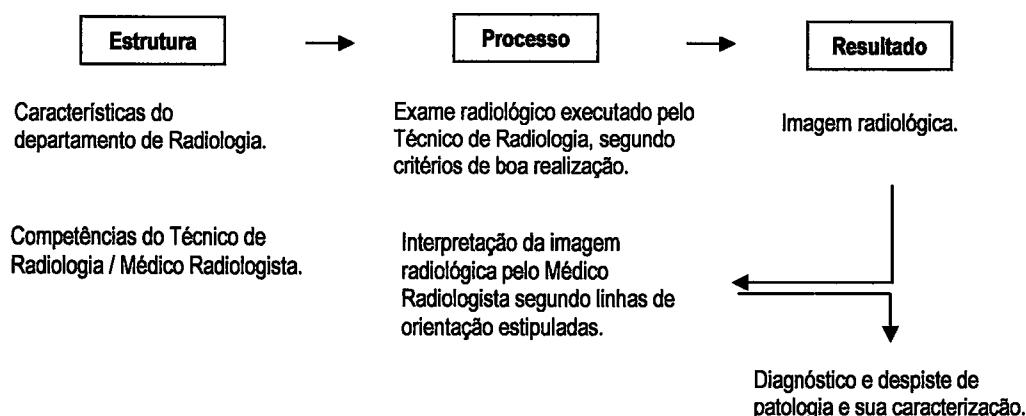 Estrutura
Processo
Resultado
Características do
departamento de Radiologia.
Exame radiológico executado pelo
Técnico de Radiologia, segundo
critérios de boa realização.
Imagem radiológica.
Competências do Técnico de
Radiologia / Médico Radiologista.
Interpretação da imagem
radiológica pelo Médico
Radiologista segundo linhas de
orientação estipuladas.
Diagnóstico e despiste de
patologia e sua caracterização.